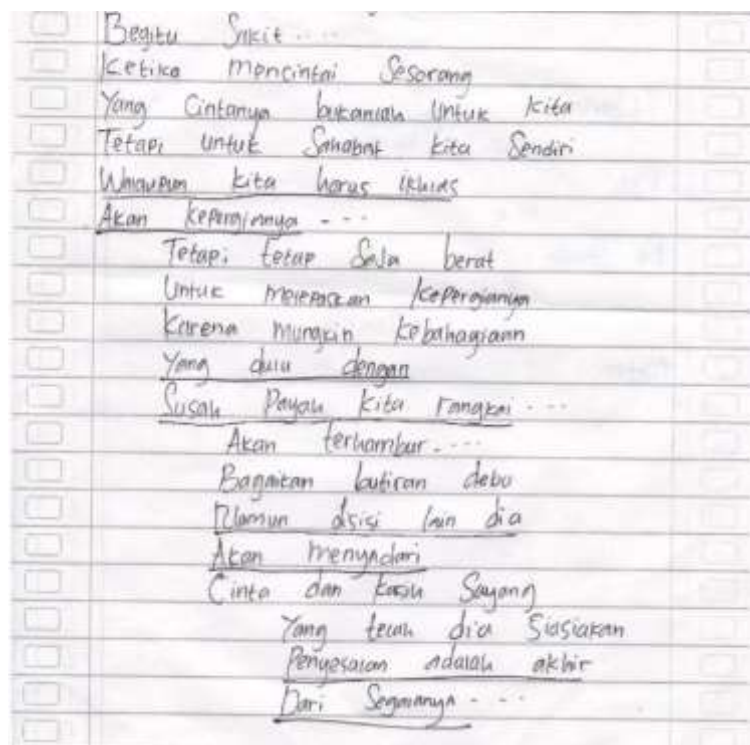 Begitu Sakit ....
Ketika mencintai Sesorang
Yang Cintanya bukanlah Untuk kita
Tetapi Untuk Sahabat kita Sendiri
Walaupun kita harus ikhlas
Akan kepergiannya ...
Tetapi tetap Saja berat
Untuk melepaskan Kepergianya
Karena mungkin kebahagiaan
Yang dulu dengan
Susah Payah kita rangkai ....
Akan terhambur ....
Bagaikan butiran debu
Namun disisi lain dia
Akan menyadari
Cinta dan kasih Sayang
Yang telah dia Siasiakan
Penyesalan adalah akhir
Dari Segalanya ...